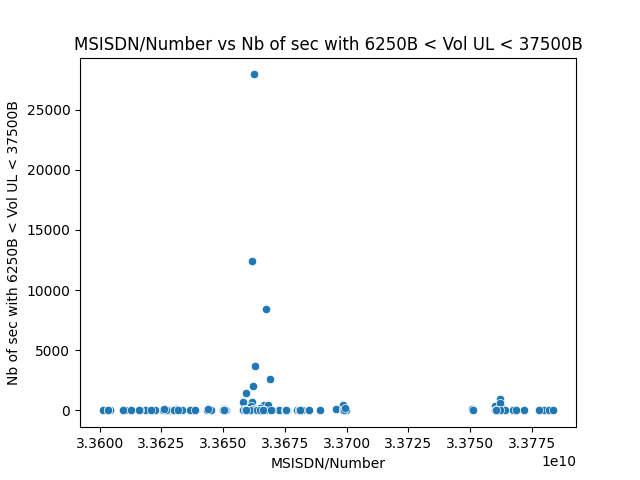 MSISDN/Number vs Nb of sec with 6250B < Vol UL < 37500B
Nb of sec with 6250B < Vol UL < 37500B
25000
20000
15000
10000
5000
0
3.3600 3.3625 3.3650 3.3675 3.3700 3.3725 3.3750 3.3775
1e10
MSISDN/Number